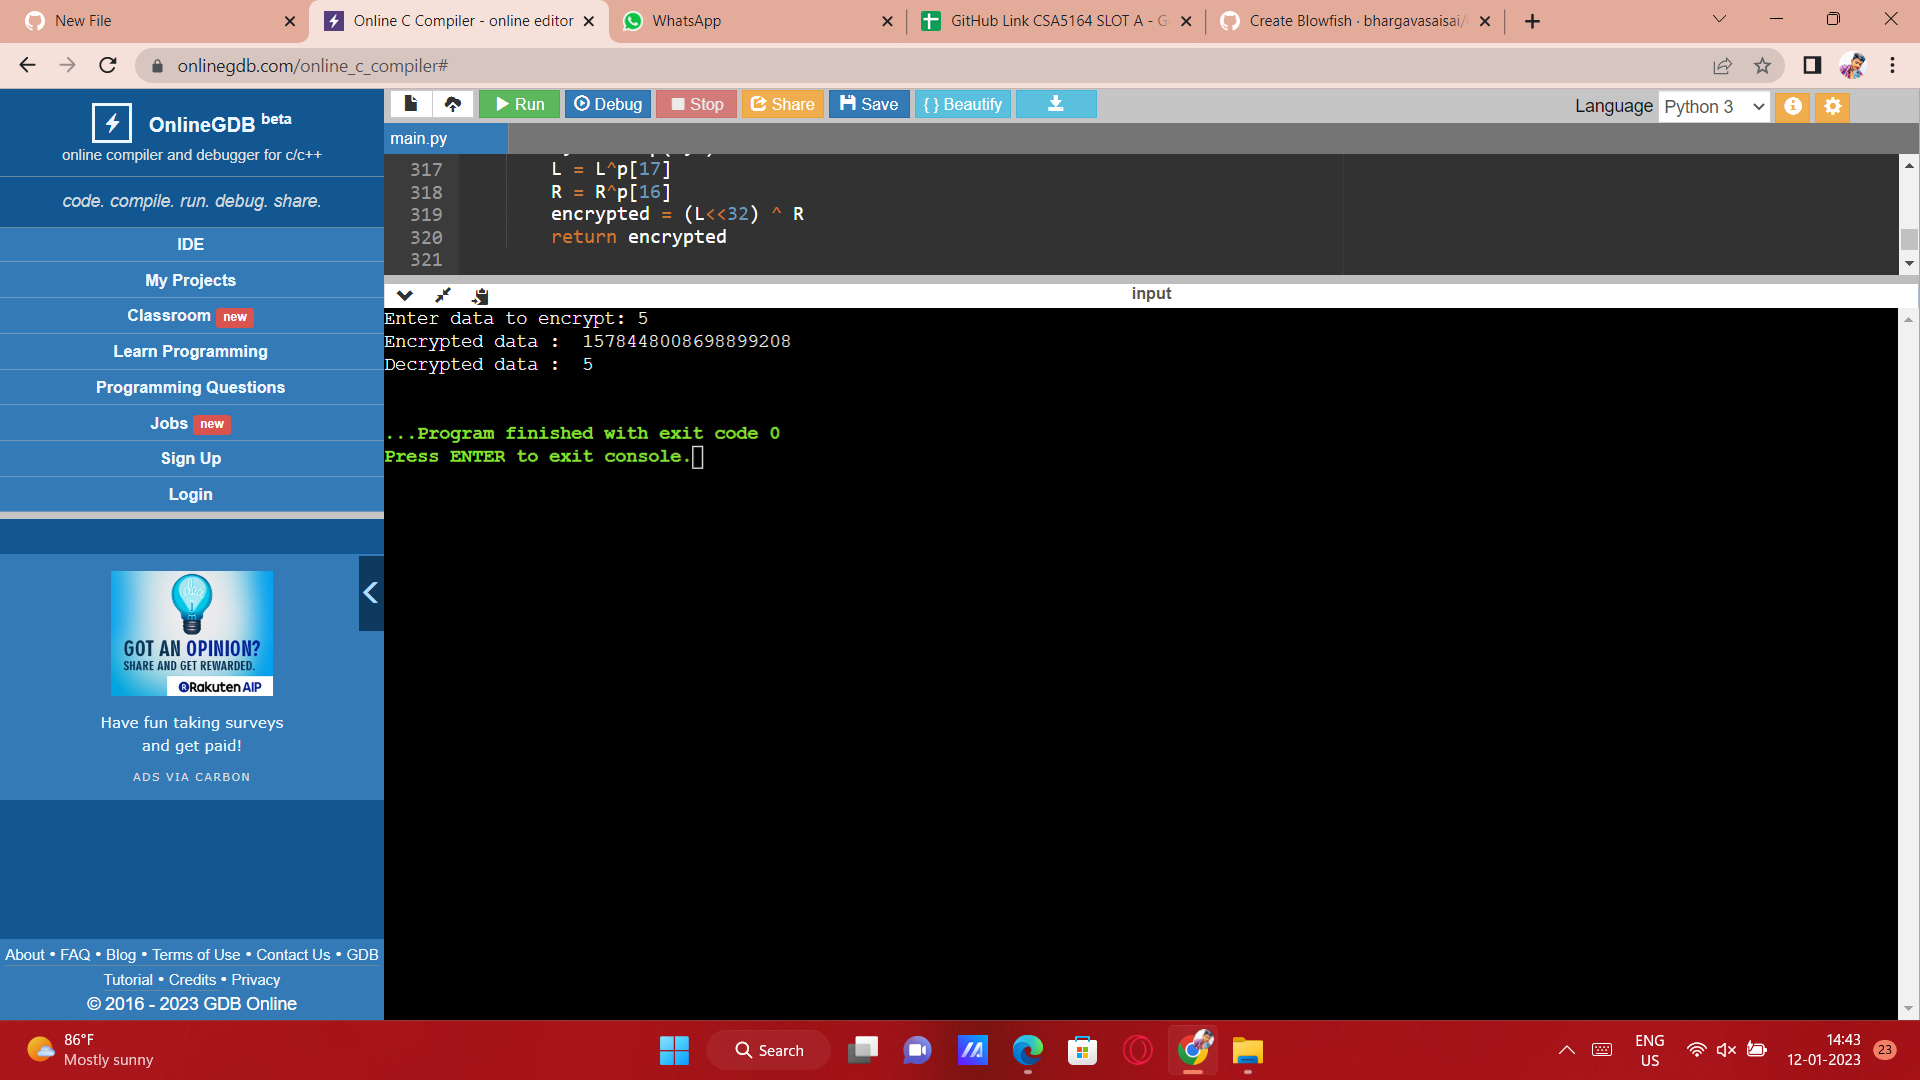 New File
Online C Compiler - online editor
WhatsApp
GitHub Link CSA5164 SLOT A - G
Create Blowfish · bhargavasaisai/
onlinegdb.com/online_c_compiler#
OnlineGDB beta
online compiler and debugger for c/c++
code. compile. run. debug. share.
IDE
My Projects
Classroom new
Learn Programming
Programming Questions
Jobs new
Sign Up
Login
GOT AN OPINION?
SHARE AND GET REWARDED.
Rakuten AIP
Have fun taking surveys
and get paid!
ADS VIA CARBON
About • FAQ • Blog • Terms of Use • Contact Us • GDB
Tutorial • Credits • Privacy
© 2016 - 2023 GDB Online
Run Debug Stop Share Save { } Beautify
Language Python 3
main.py
317 L = L^p[17]
318 R = R^p[16]
319 encrypted = (L<<32) ^ R
320 return encrypted
321
input
Enter data to encrypt: 5
Encrypted data :  1578448008698899208
Decrypted data :  5
...Program finished with exit code 0
Press ENTER to exit console.
86°F
Mostly sunny
Search
ENG
US
14:43
12-01-2023
23